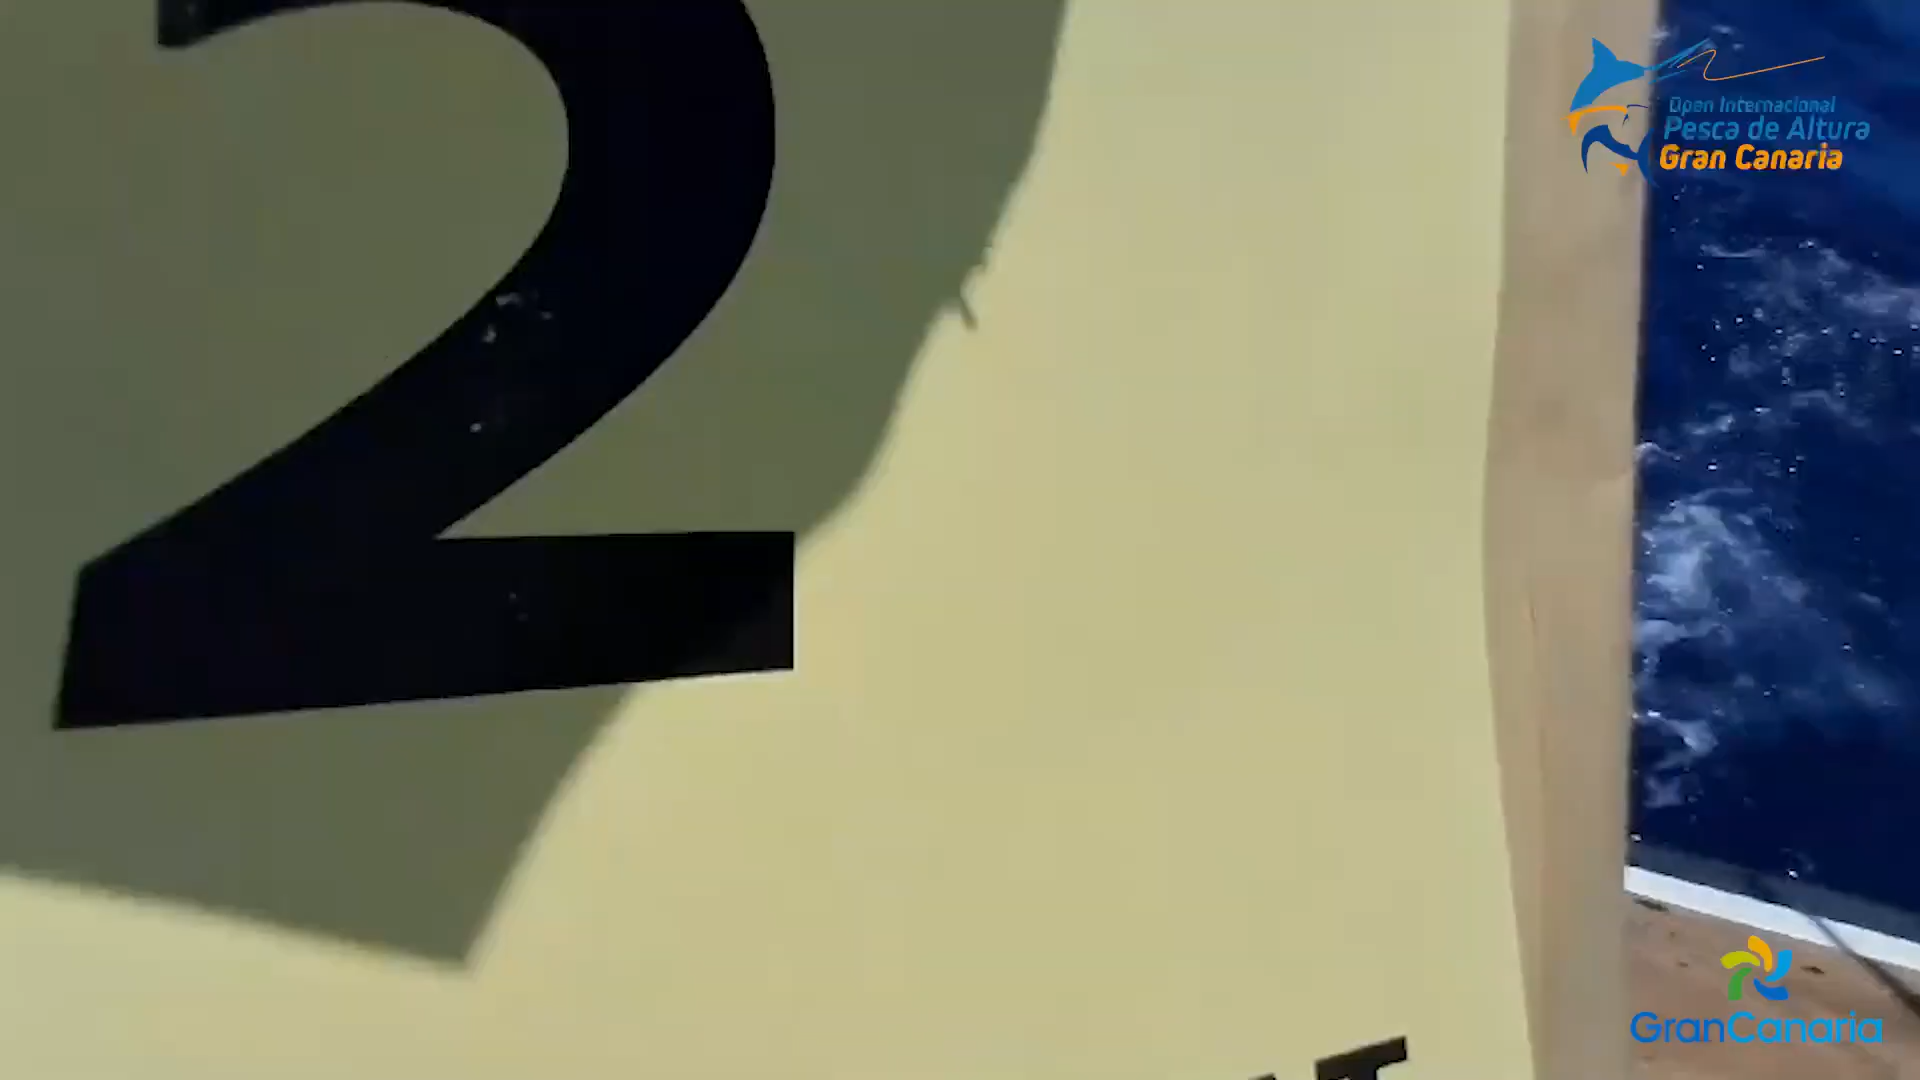 2
Open Internacional
Pesca de Altura
Gran Canaria
GranCanaria